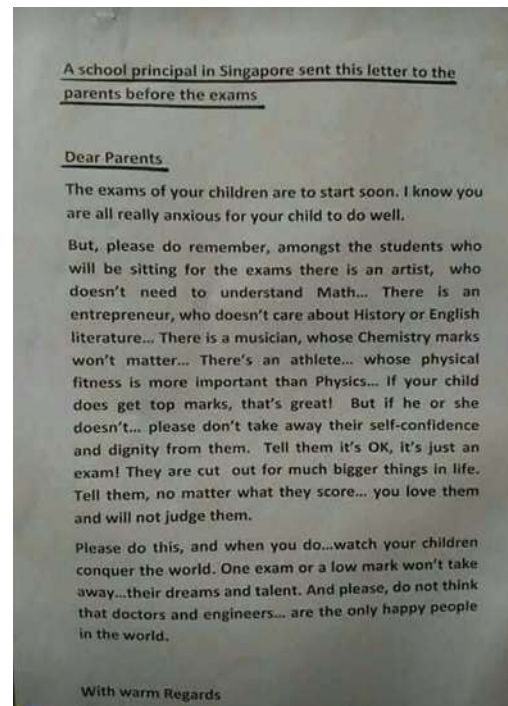 A school principal in Singapore sent this letter to the
parents before the exams
Dear Parents
The exams of your children are to start soon. I know you
are all really anxious for your child to do well.
But, please do remember, amongst the students who
will be sitting for the exams there is an artist, who
doesn't need to understand Math... There is an
entrepreneur, who doesn't care about History or English
literature... There is a musician, whose Chemistry marks
won't matter... There's an athlete... whose physical
fitness is more important than Physics... If your child
does get top marks, that's great! But if he or she
doesn't... please don't take away their self-confidence
and dignity from them. Tell them it's OK, it's just an
exam! They are cut out for much bigger things in life.
Tell them, no matter what they score... you love them
and will not judge them.
Please do this, and when you do...watch your children
conquer the world. One exam or a low mark won't take
away...their dreams and talent. And please, do not think
that doctors and engineers... are the only happy people
in the world.
With warm Regards